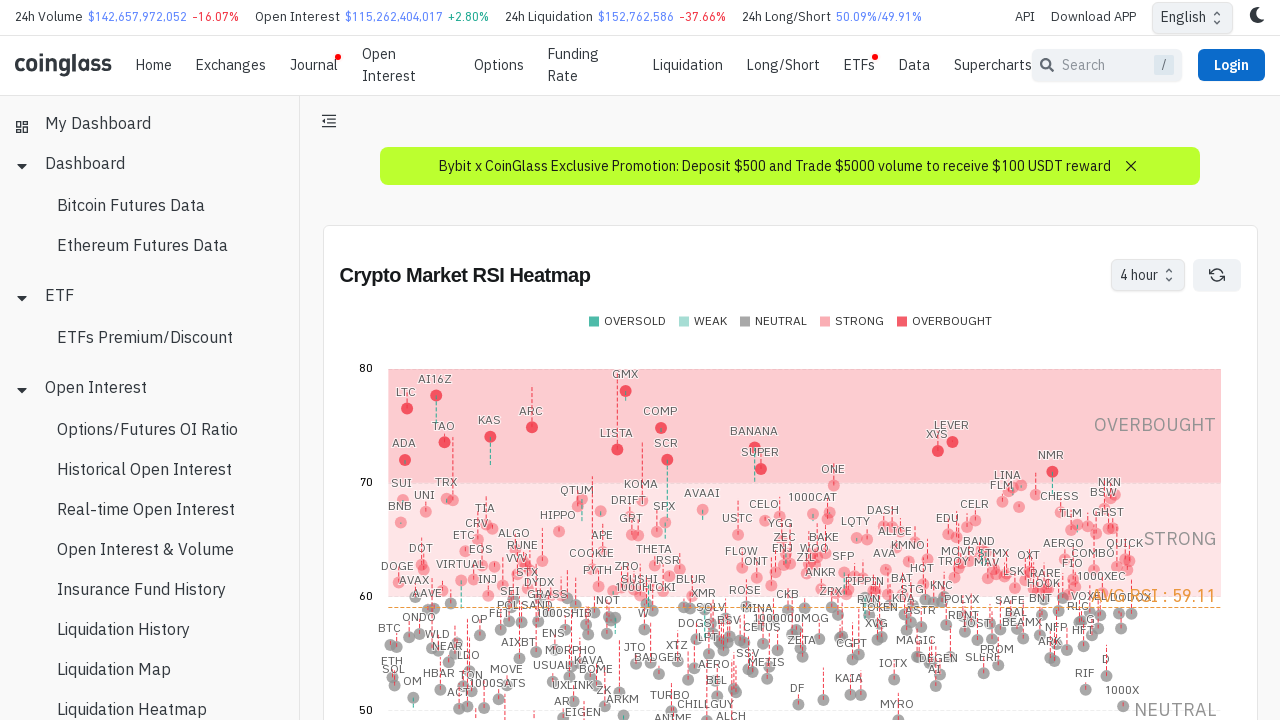 24h Volume $142,657,972,052 -16.07% Open Interest $115,262,404,017 +2.80% 24h Liquidation $152,762,586 -37.66% 24h Long/Short 50.09%/49.91% API Download APP English
coinglass Home Exchanges Journal Open Interest Options Funding Rate Liquidation Long/Short ETFs Data Supercharts Search / Login
My Dashboard
Dashboard
Bitcoin Futures Data
Ethereum Futures Data
ETF
ETFs Premium/Discount
Open Interest
Options/Futures OI Ratio
Historical Open Interest
Real-time Open Interest
Open Interest & Volume
Insurance Fund History
Liquidation History
Liquidation Map
Liquidation Heatmap
Bybit x CoinGlass Exclusive Promotion: Deposit $500 and Trade $5000 volume to receive $100 USDT reward
Crypto Market RSI Heatmap
4 hour
OVERSOLD WEAK NEUTRAL STRONG OVERBOUGHT
80
GMX
AI16Z
LTC
ARC COMP
TAO KAS OVERBOUGHT
LISTA BANANA XVS LEVER
ADA SCR
SUPER NMR
ONE
70
SUI TRX KOMA LINA NKN
UNI QTUM AVAAI FLM CHESS BSW
BNB DRIFT 1000CAT
TIA SPX CELO CELR
HIPPO GRT USTC DASH TLM GHST
CRV YGG LQTY EDU
ETC ALGO APE ZEC BAKE ALICE
STRONG
DOT EOS RUNE COOKIE THETA FLOW ENJ WOO AVA KMNO BAND AERGO COMBO QUICK
MOVR STMX OXT
DOGE VIRTUAL VVV PYTH ZRO RSR ONT ZIL SFP HOT TROY MAV FIO
AVAX INJ STX SUSHI BLUR ANKR PIPPIN BAT LSK RARE 1000XEC
AAVE SEI DYDX GRASS 1000FLOKI XMR ROSE CKB ZRX STG KNC HOOK
60
NOT RVN KDA POLYX SAFE BNT VOXEL
AVG RSI : 59.11
ONDO FIL POL SAND 1000SHIB W SOLV MINA TOKEN ASTR RLC
OP BSV 1000000MOG RDNT BAL
BTC WLD ENS DOGS CETUS XVG IOST BEAMX NFP HFT
NEAR AIXBT LPT ZETA CGPT MAGIC ARK
LDO MORPHO JTO XTZ PROM
ETH KAVA BADGER SSV METIS DEGEN SLERF D
SOL HBAR TON MOVE USUAL BOME AERO IOTX AI RIF
OM 1000SATS UXLINK BEL KAIA
ACT ZK TURBO DF 1000X
ARKM CHILLGUY MYRO
EIGEN ANIME ALCH NEUTRAL
50